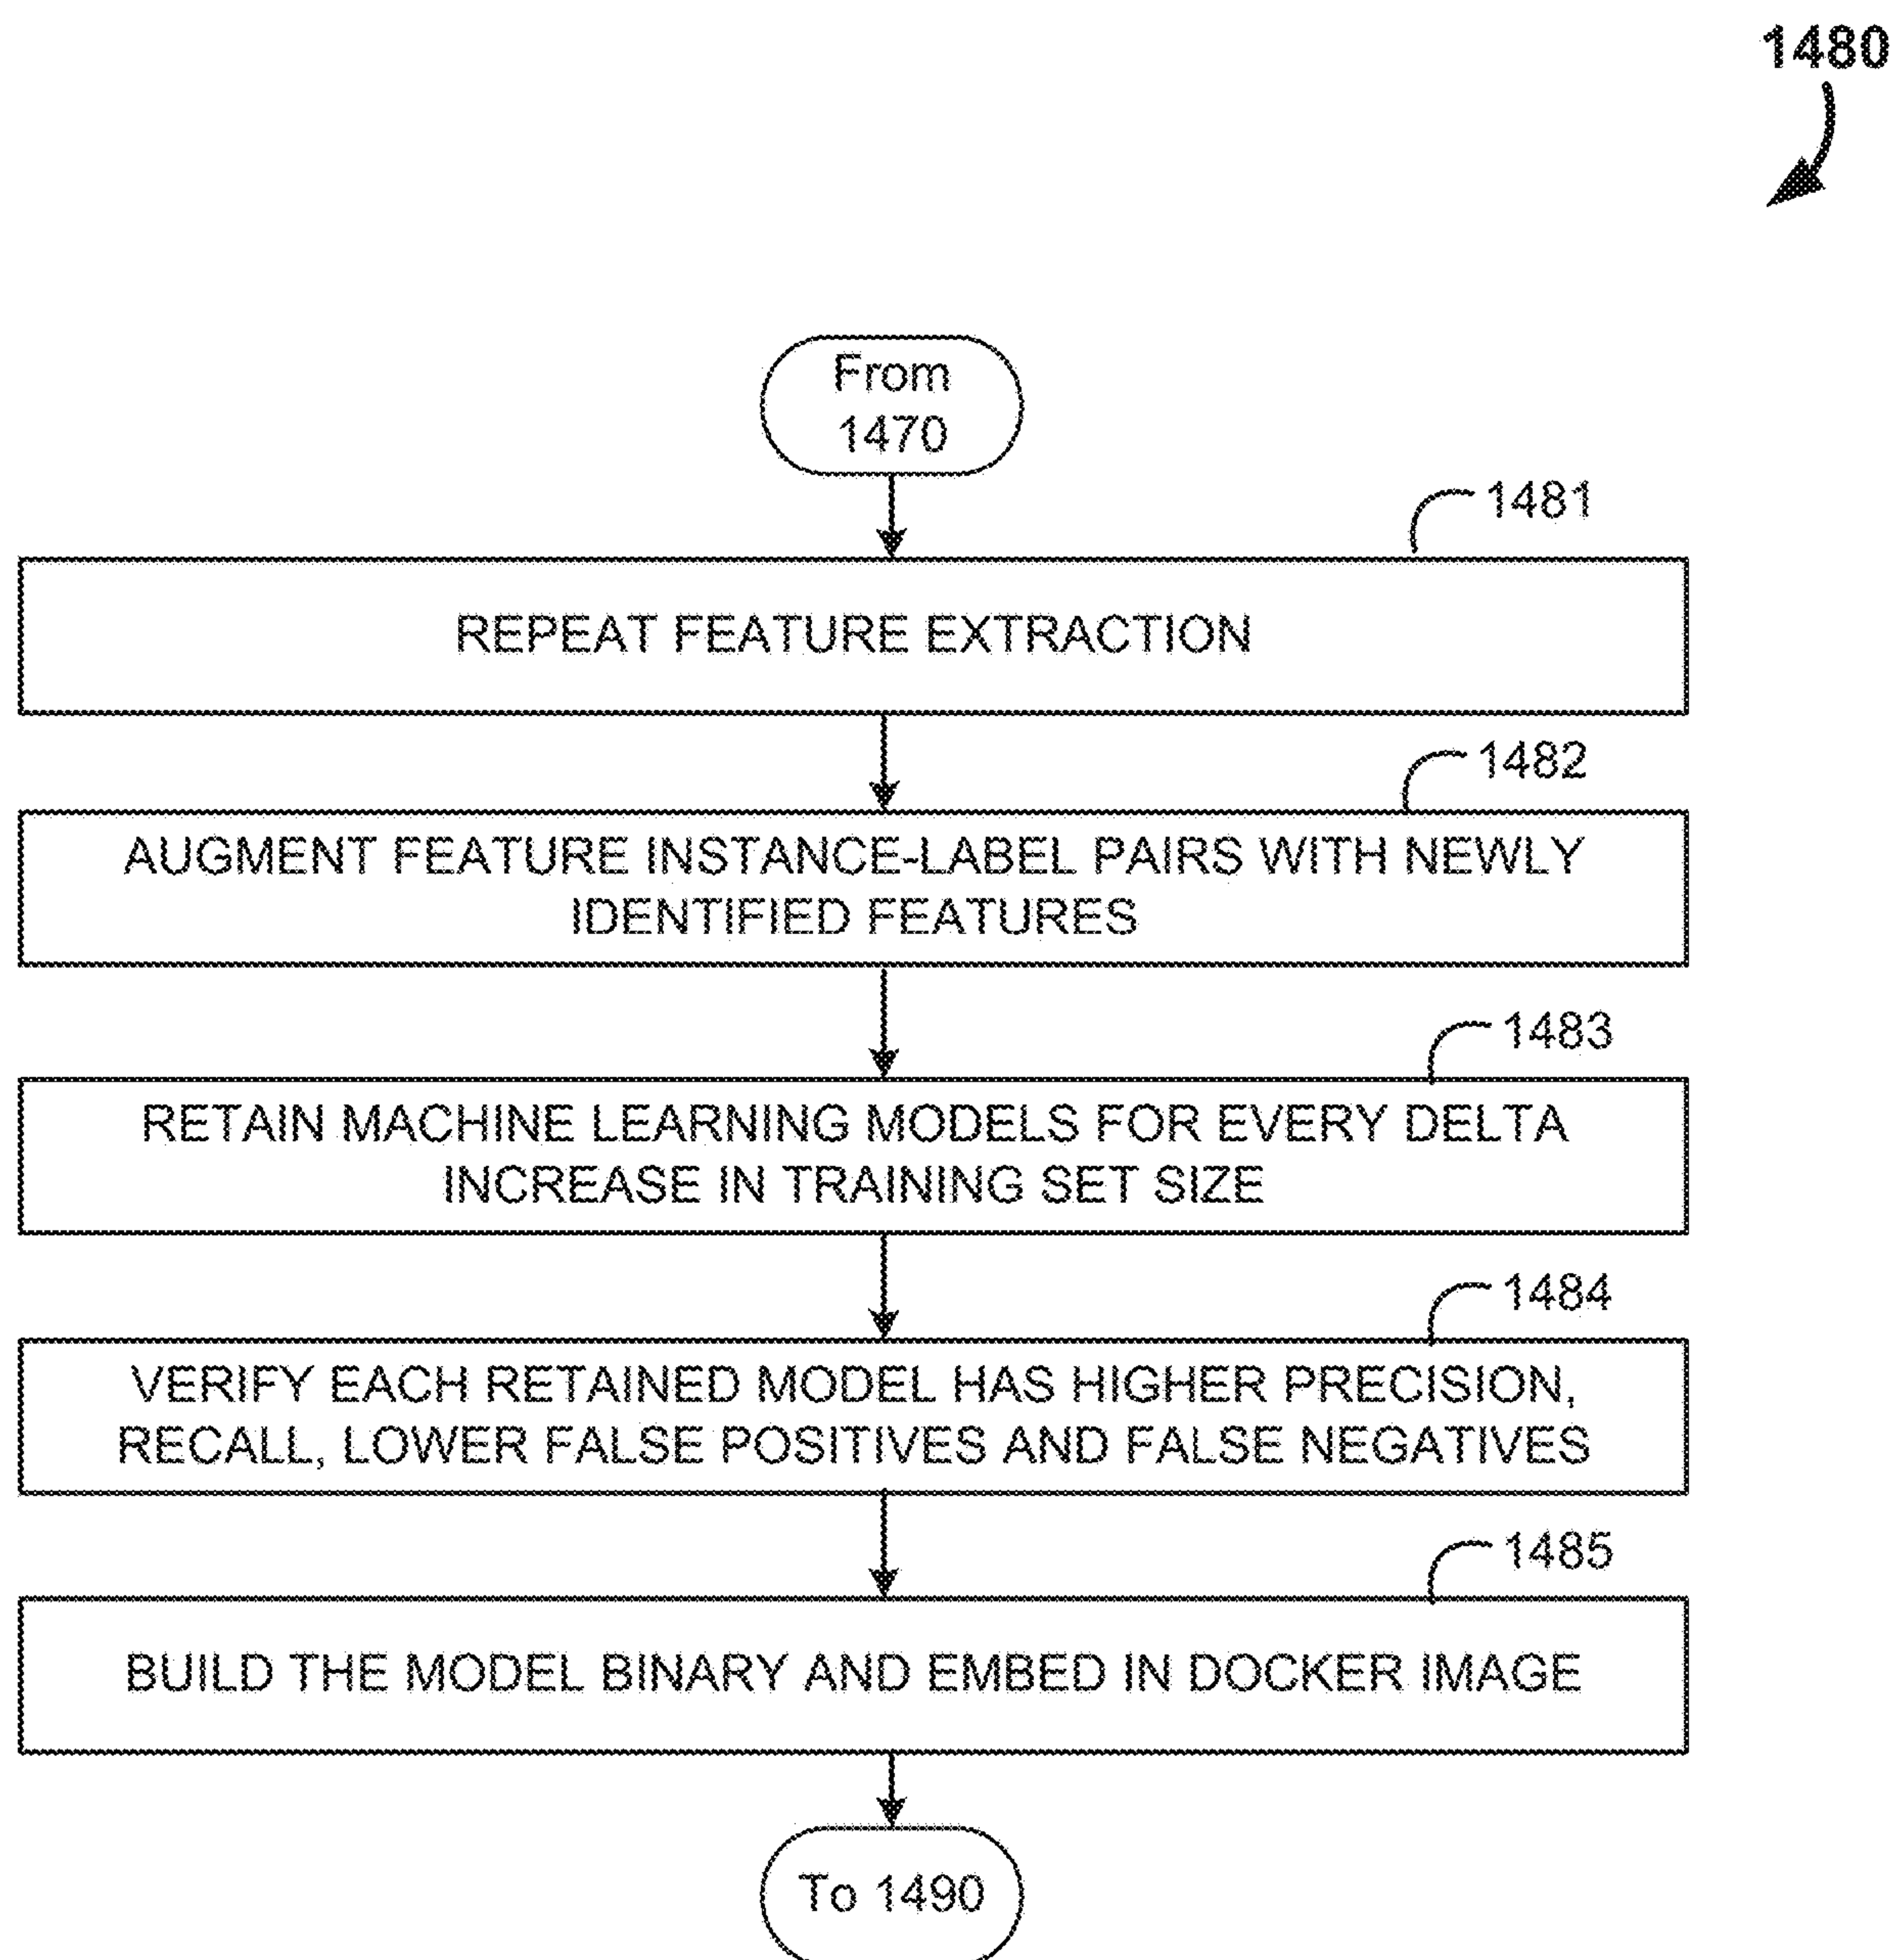 1480
From
1470
1481
REPEAT FEATURE EXTRACTION
1482
AUGMENT FEATURE INSTANCE-LABEL PAIRS WITH NEWLY
IDENTIFIED FEATURES
1483
RETAIN MACHINE LEARNING MODELS FOR EVERY DELTA
INCREASE IN TRAINING SET SIZE
1484
VERIFY EACH RETAINED MODEL HAS HIGHER PRECISION,
RECALL, LOWER FALSE POSITIVES AND FALSE NEGATIVES
1485
BUILD THE MODEL BINARY AND EMBED IN DOCKER IMAGE
To 1490